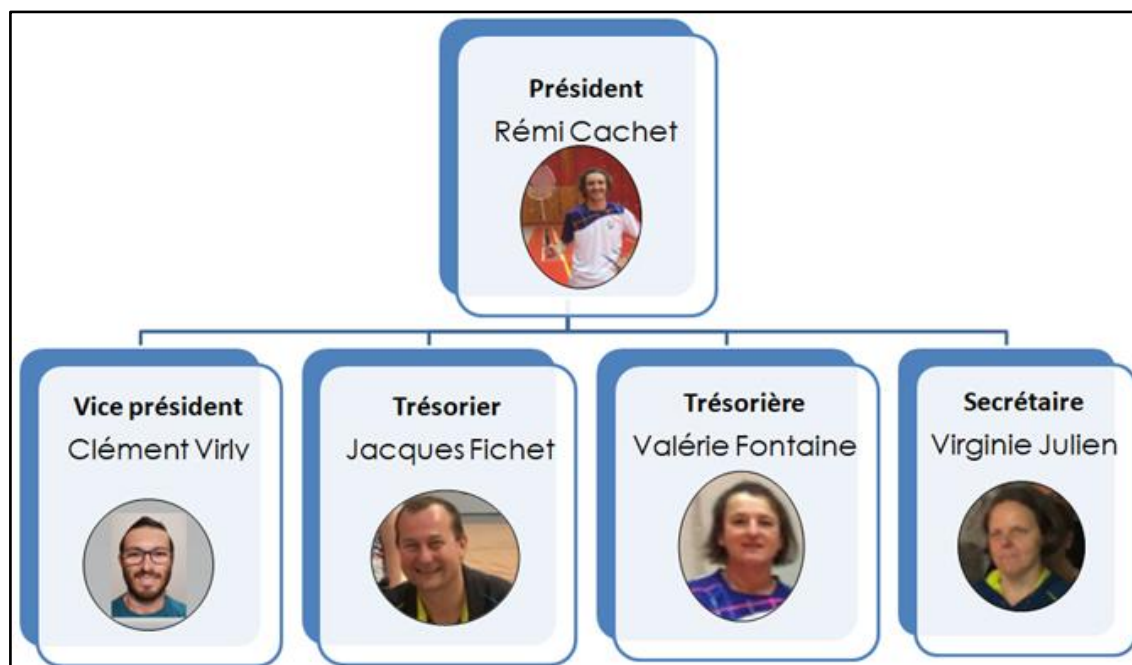 Président
Rémi Cachet
Vice président
Clément Virly
Trésorier
Jacques Fichet
Trésorière
Valérie Fontaine
Secrétaire
Virginie Julien